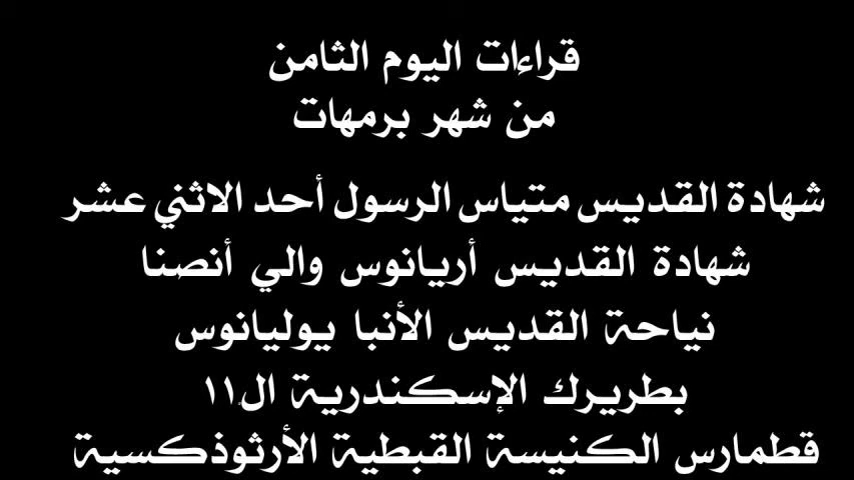 قراءات اليوم الثامن
من شهر برمهات
شهادة القديس متياس الرسول أحد الاثني عشر
شهادة القديس أريانوس والي أنصنا
نياحة القديس الأنبا يوليانوس
بطريرك الإسكندرية ال١١
قطمارس الكنيسة القبطية الأرثوذكسية